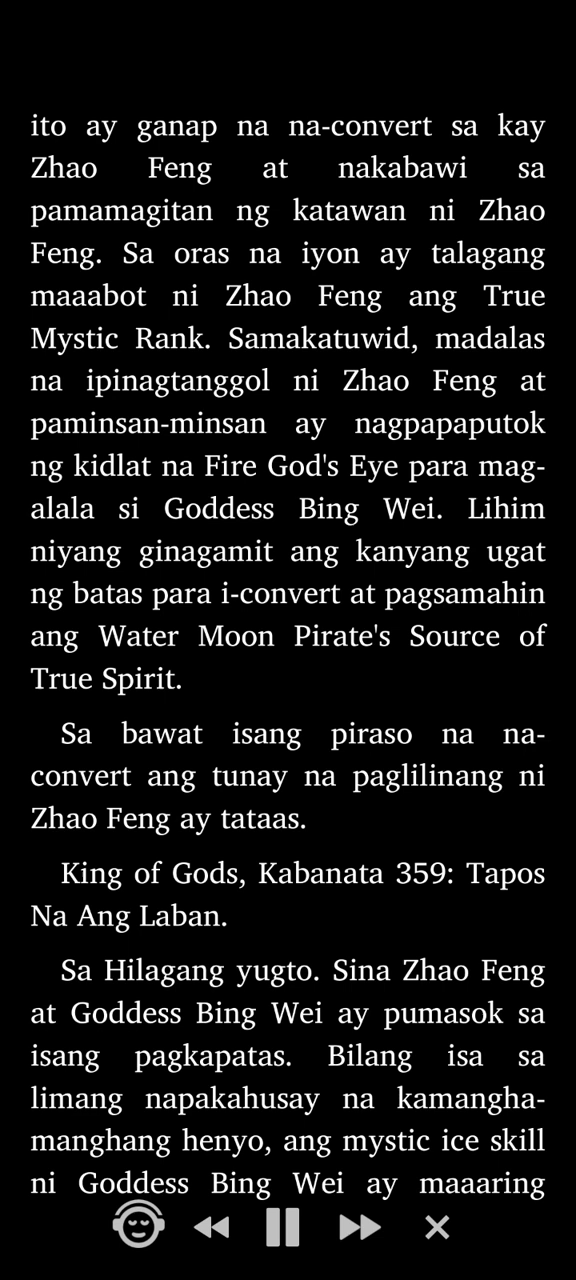 ito ay ganap na na-convert sa kay
Zhao Feng at nakabawi sa
pamamagitan ng katawan ni Zhao
Feng. Sa oras na iyon ay talagang
maaabot ni Zhao Feng ang True
Mystic Rank. Samakatuwid, madalas
na ipinagtanggol ni Zhao Feng at
paminsan-minsan ay nagpapaputok
ng kidlat na Fire God's Eye para mag-
alala si Goddess Bing Wei. Lihim
niyang ginagamit ang kanyang ugat
ng batas para i-convert at pagsamahin
ang Water Moon Pirate's Source of
True Spirit.
Sa bawat isang piraso na na-
convert ang tunay na paglilinang ni
Zhao Feng ay tataas.
King of Gods, Kabanata 359: Tapos
Na Ang Laban.
Sa Hilagang yugto. Sina Zhao Feng
at Goddess Bing Wei ay pumasok sa
isang pagkapatas. Bilang isa sa
limang napakahusay na kamangha-
manghang henyo, ang mystic ice skill
ni Goddess Bing Wei ay maaaring